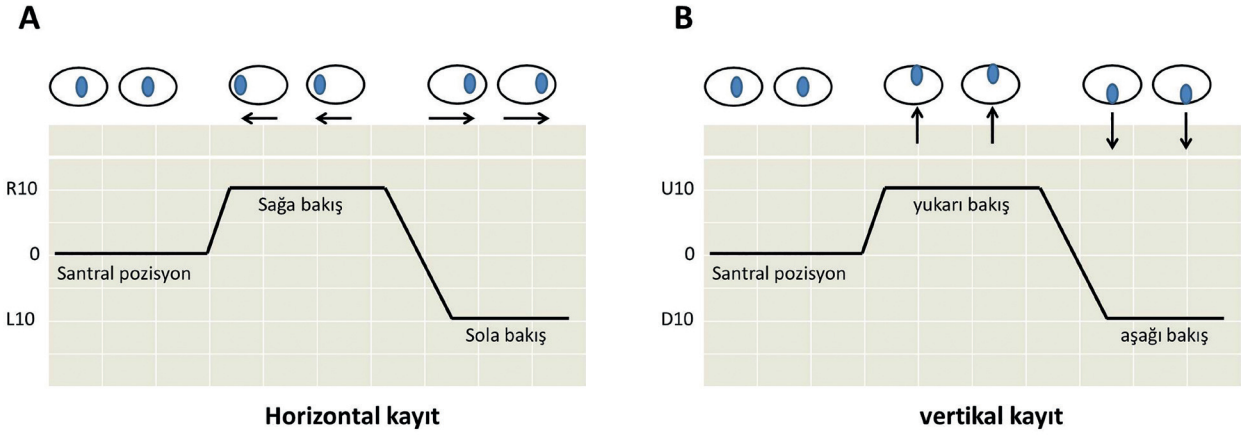 A
R10
Sağa bakış
0
Santral pozisyon
L10
Sola bakış
Horizontal kayıt
B
U10
yukarı bakış
0
Santral pozisyon
D10
aşağı bakış
vertikal kayıt